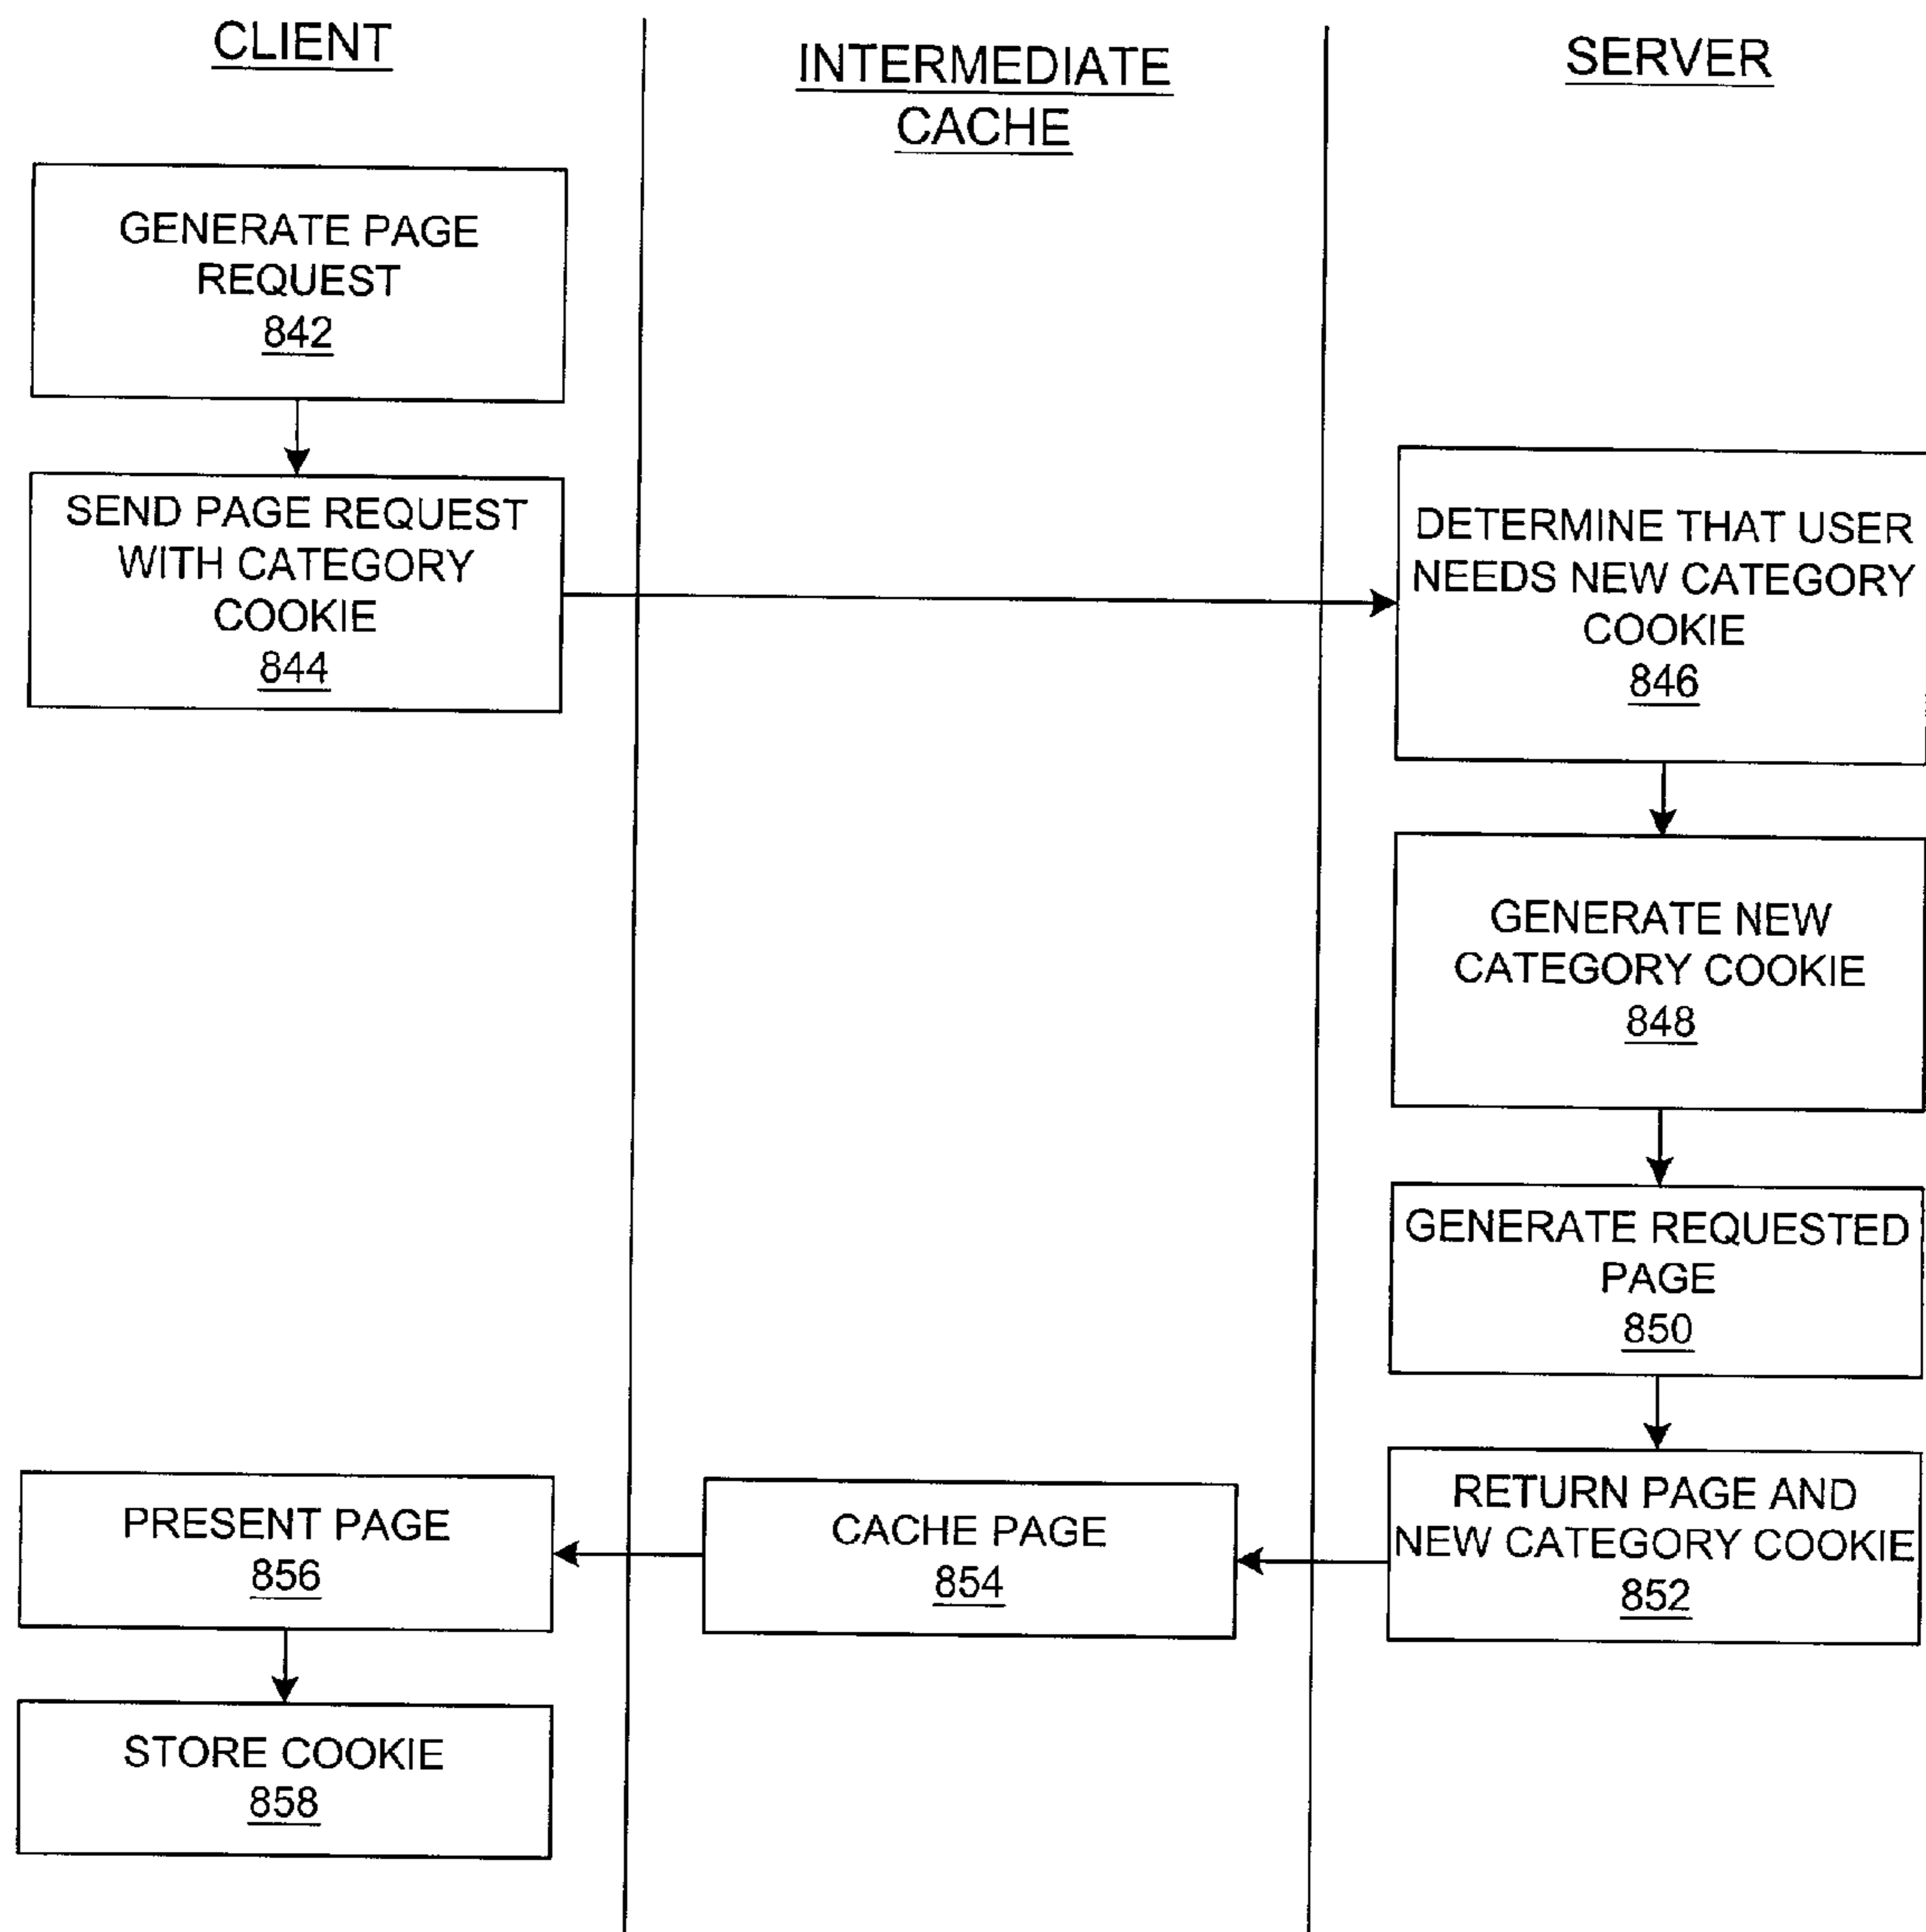 CLIENT
INTERMEDIATE
CACHE
SERVER
GENERATE PAGE
REQUEST
842
SEND PAGE REQUEST
WITH CATEGORY
COOKIE
844
DETERMINE THAT USER
NEEDS NEW CATEGORY
COOKIE
846
GENERATE NEW
CATEGORY COOKIE
848
GENERATE REQUESTED
PAGE
850
RETURN PAGE AND
NEW CATEGORY COOKIE
852
CACHE PAGE
854
PRESENT PAGE
856
STORE COOKIE
858